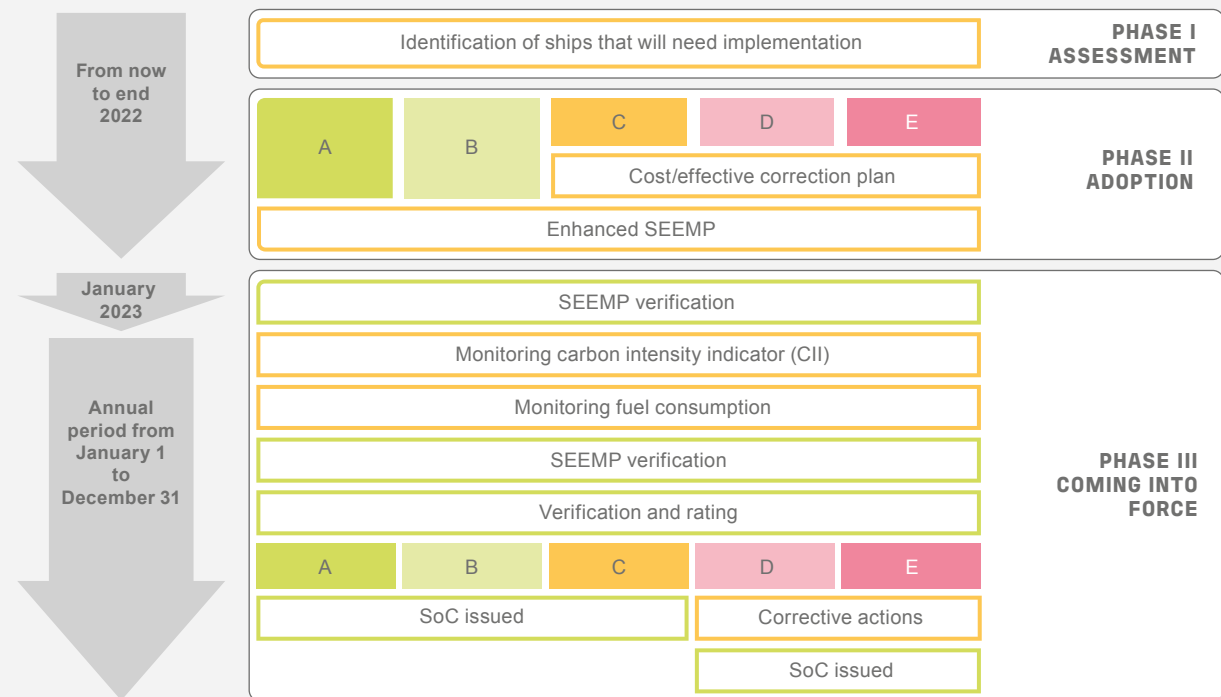 From now
to end
2022
Identification of ships that will need implementation
PHASE I
ASSESSMENT
A
B
C
D
E
Cost/effective correction plan
Enhanced SEEMP
PHASE II
ADOPTION
January
2023
SEEMP verification
Monitoring carbon intensity indicator (CII)
Annual
period from
January 1
to
December 31
Monitoring fuel consumption
SEEMP verification
Verification and rating
PHASE III
COMING INTO
FORCE
A
B
C
D
E
SoC issued
Corrective actions
SoC issued